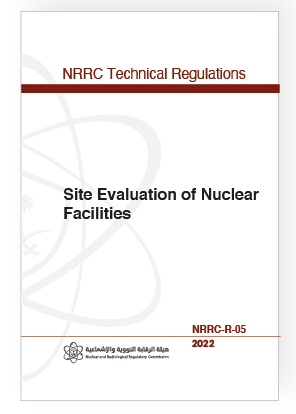 NRRC Technical Regulations
Site Evaluation of Nuclear
Facilities
NRRC-R-05
2022
هيئة الرقابة النووية والإشعاعية
Nuclear and Radiological Regulatory Commission